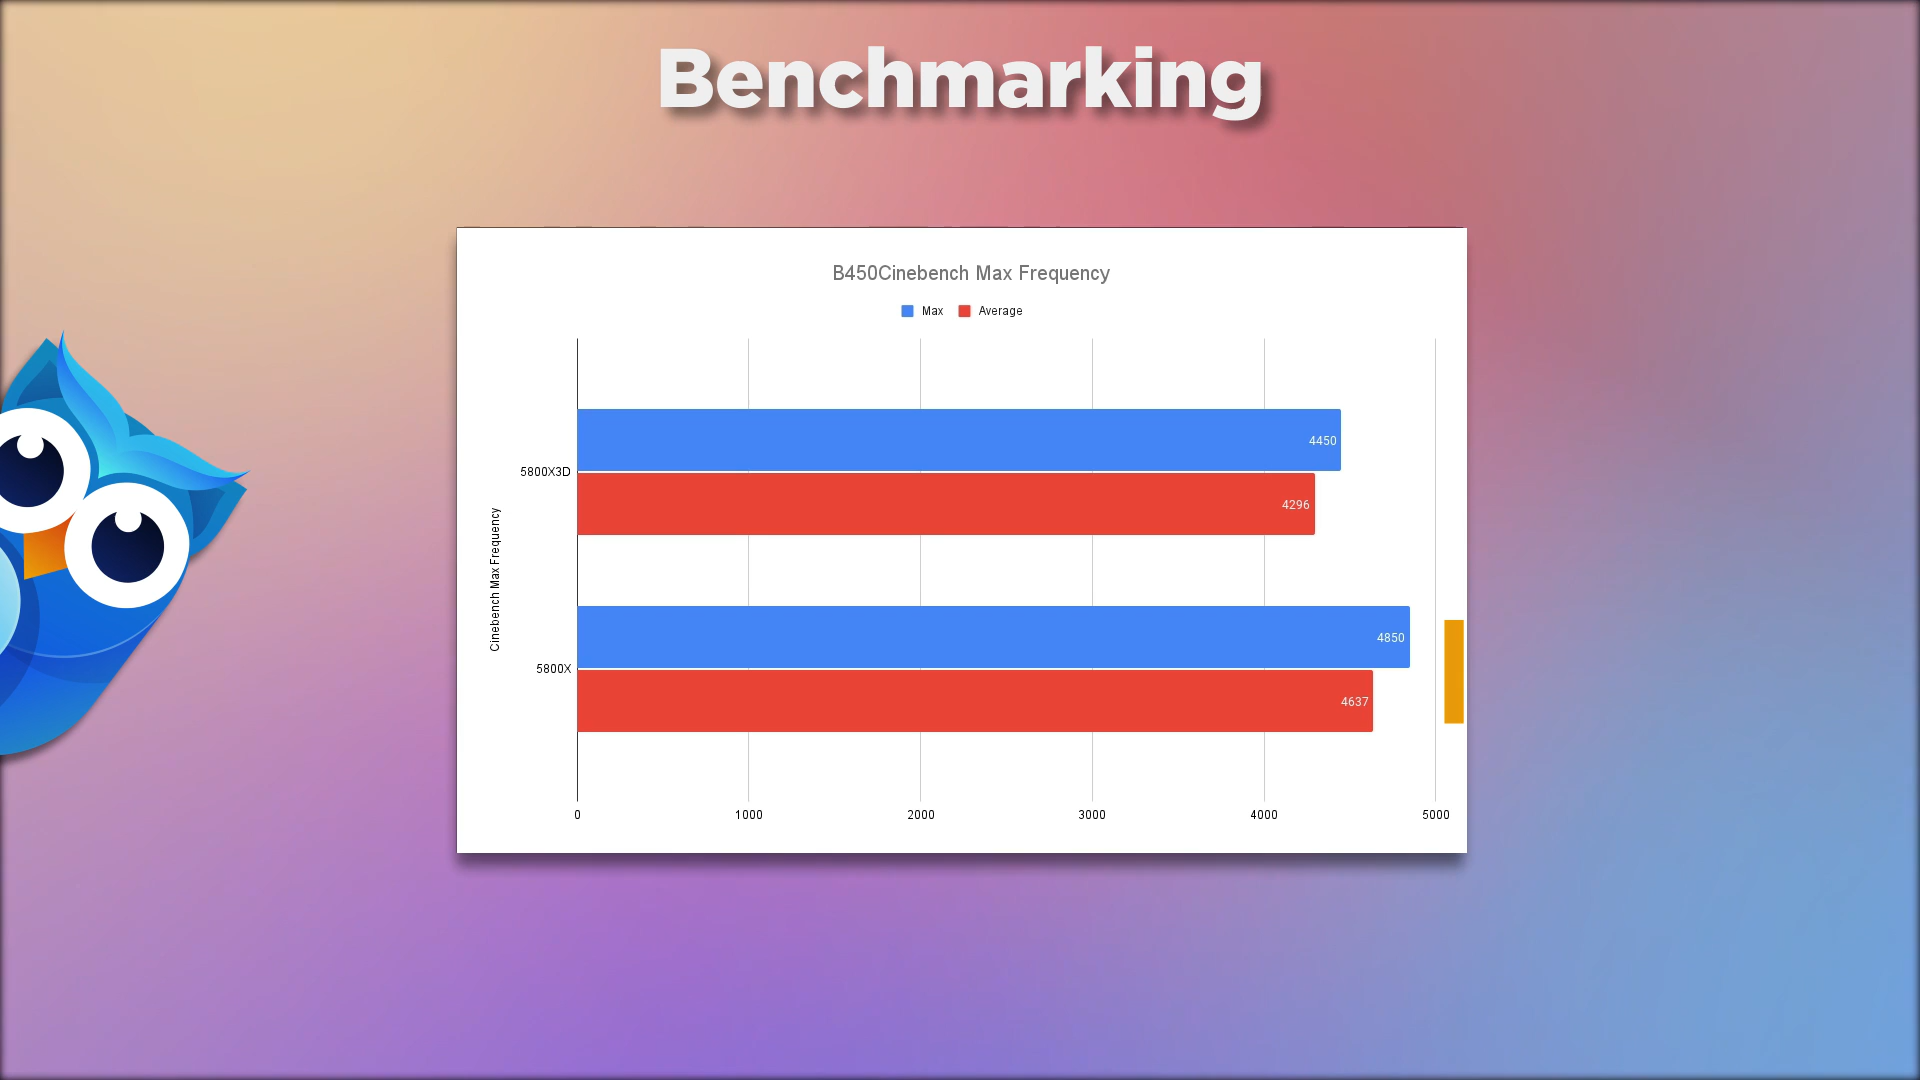 Benchmarking
B450Cinebench Max Frequency
Max Average
4450
5800X3D
4296
Cinebench Max Frequency
4850
5800X
4637
0 1000 2000 3000 4000 5000